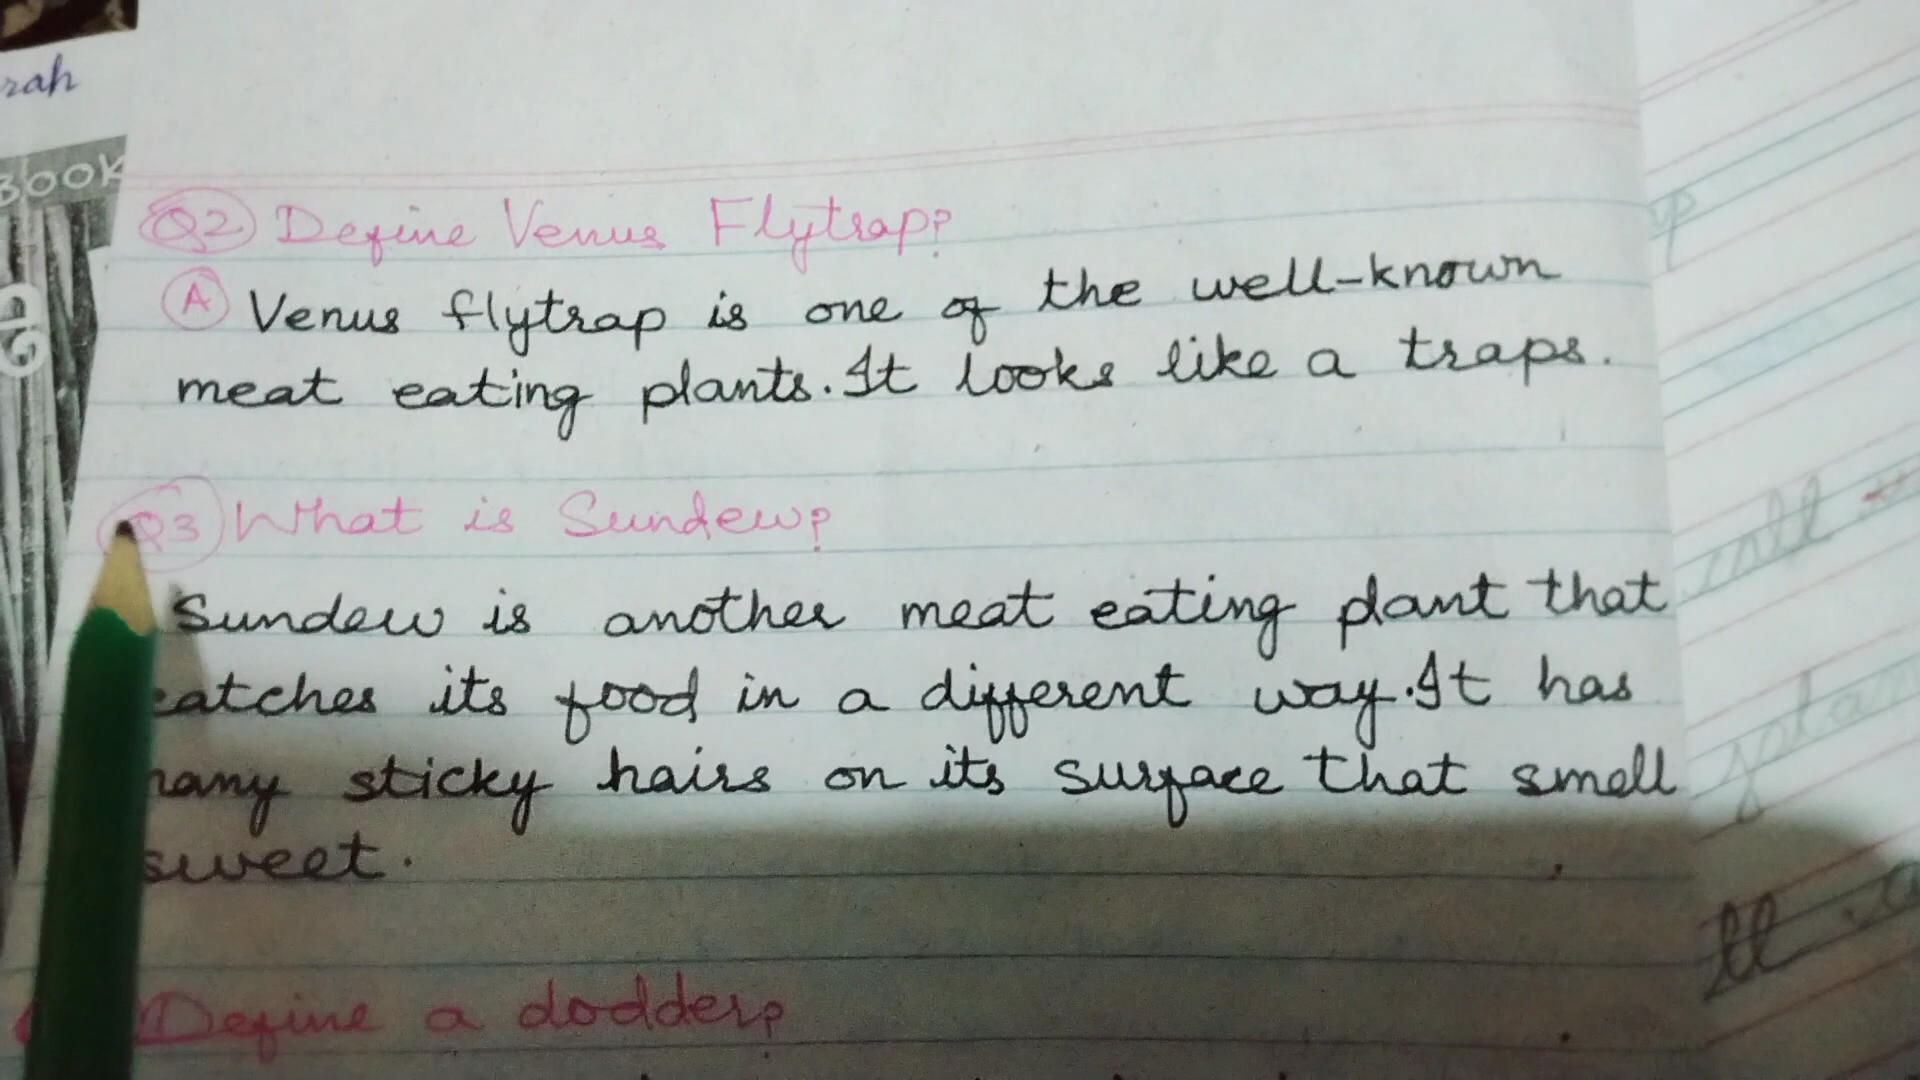 rah
BOOK
Q2 Define Venus Flytrap?
A Venus flytrap is one of the well-known
meat eating plants. It looks like a traps.
Q3 What is Sundew?
Sundew is another meat eating plant that
catches its food in a different way. It has
many sticky hairs on its surface that smell
sweet.
Define a dodder?